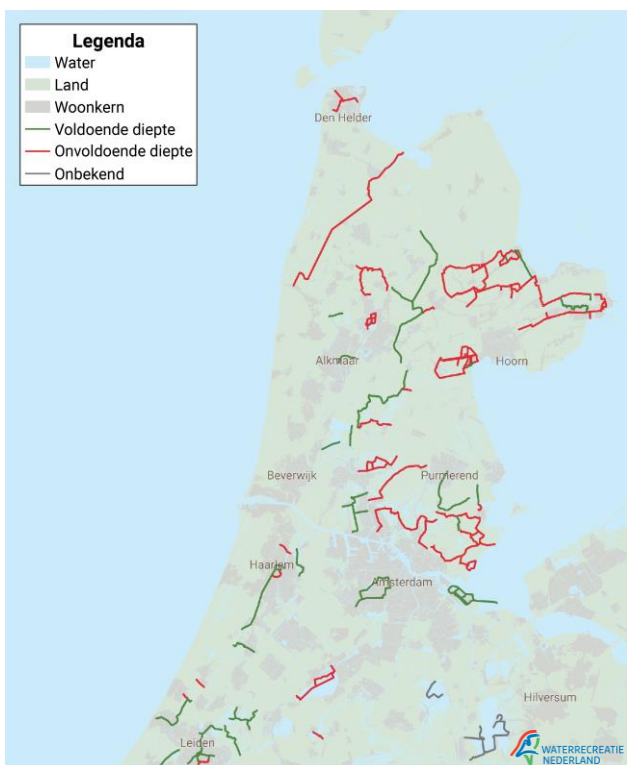 Legenda
Water
Land
Woonkern
Voldoende diepte
Onvoldoende diepte
Onbekend
Den Helder
Alkmaar
Hoorn
Beverwijk
Purmerend
Haarlem
Amsterdam
Hilversum
Leiden
WATERRECREATIE
NEDERLAND